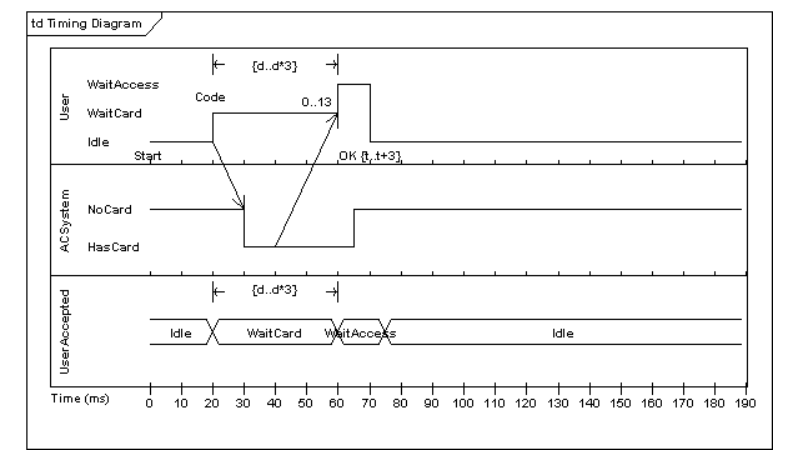 td Timing Diagram
{d..d*3}
WaitAccess
Code
0..13
User
WaitCard
Idle
Start
OK {t..t+3}
ACSystem
NoCard
HasCard
{d..d*3}
UserAccepted
Idle WaitCard WaitAccess Idle
Time (ms) 0 10 20 30 40 50 60 70 80 90 100 110 120 130 140 150 160 170 180 190